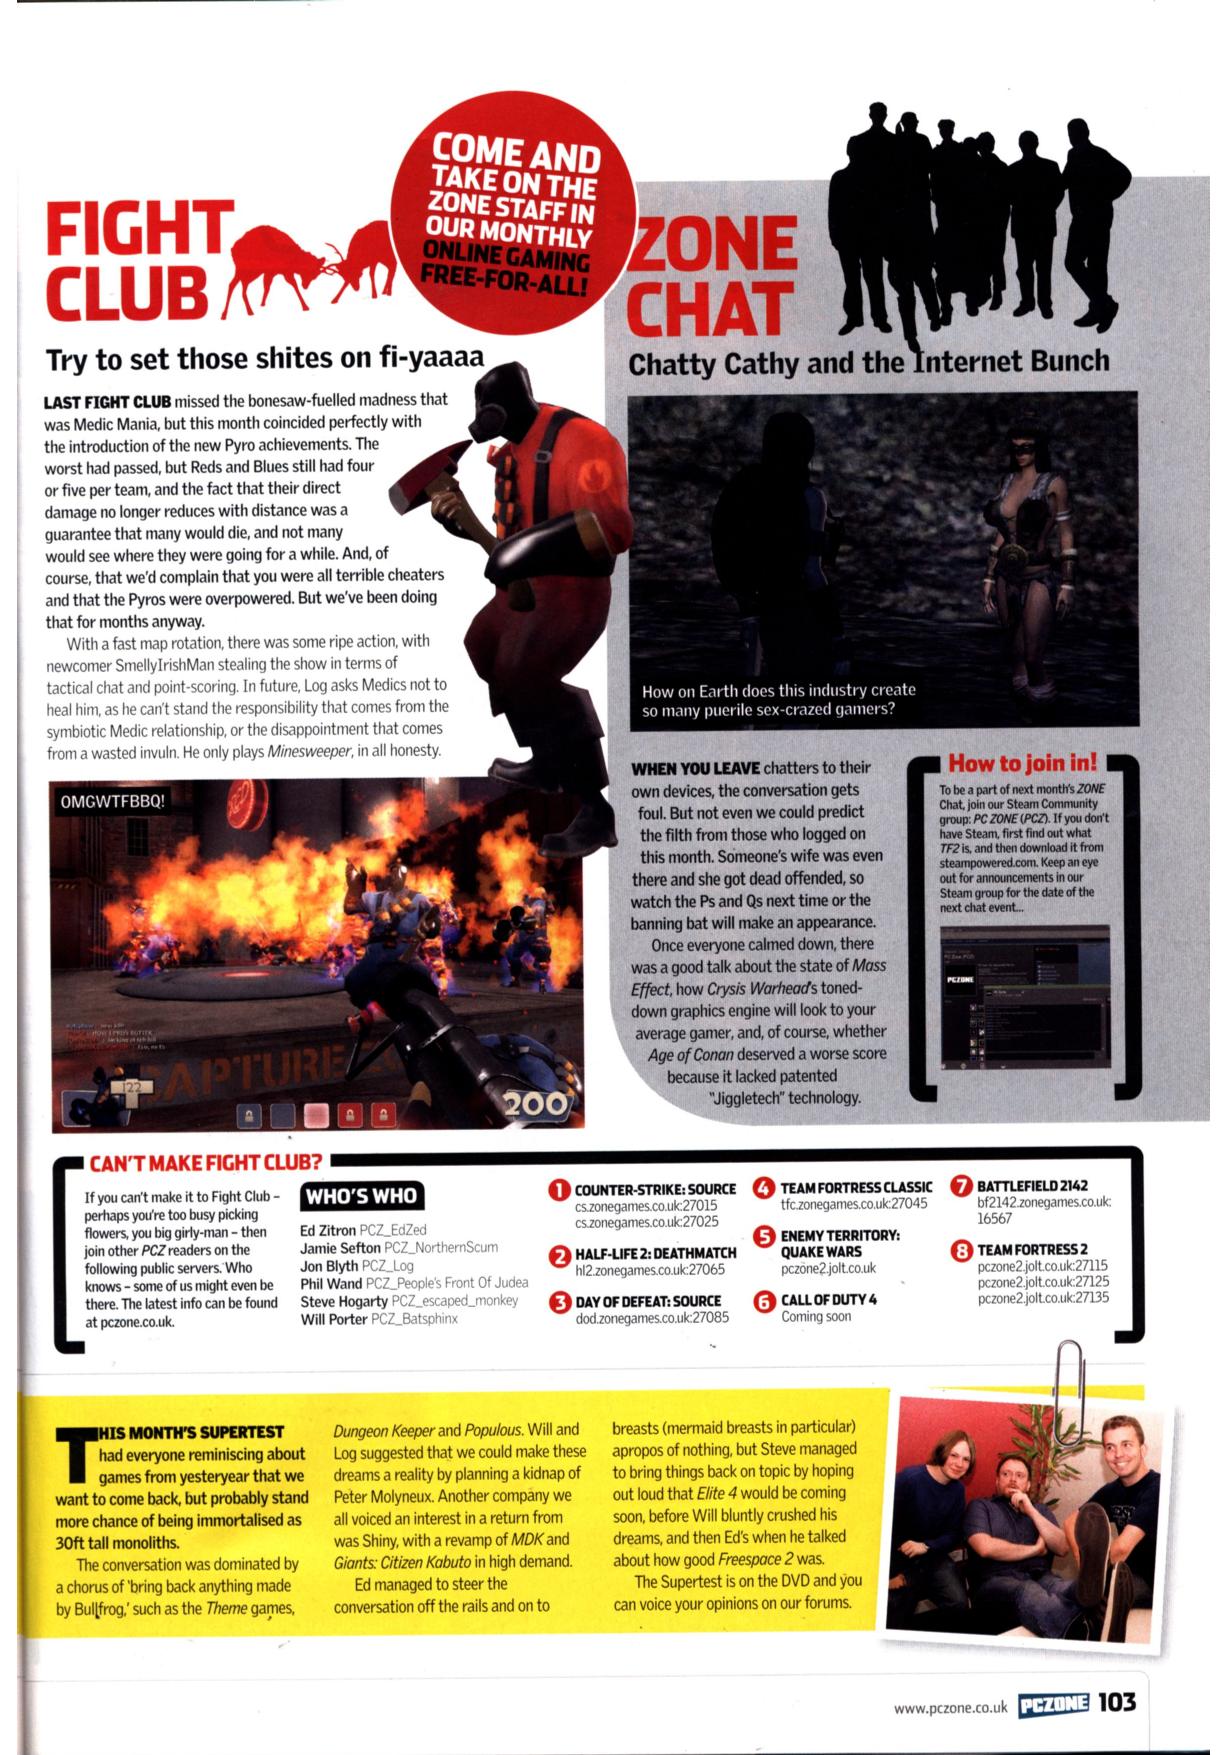 FIGHT
CLUB
COME AND
TAKE ON THE
ZONE STAFF IN
OUR MONTHLY
ONLINE GAMING
FREE-FOR-ALL!
Try to set those shites on fi-yaaaa
LAST FIGHT CLUB missed the bonesaw-fuelled madness that
was Medic Mania, but this month coincided perfectly with
the introduction of the new Pyro achievements. The
worst had passed, but Reds and Blues still had four
or five per team, and the fact that their direct
damage no longer reduces with distance was a
guarantee that many would die, and not many
would see where they were going for a while. And, of
course, that we'd complain that you were all terrible cheaters
and that the Pyros were overpowered. But we've been doing
that for months anyway.
With a fast map rotation, there was some ripe action, with
newcomer SmellyIrishMan stealing the show in terms of
tactical chat and point-scoring. In future, Log asks Medics not to
heal him, as he can't stand the responsibility that comes from the
symbiotic Medic relationship, or the disappointment that comes
from a wasted invuln. He only plays Minesweeper, in all honesty.
OMGWTFBBQ!
122
CAPTURE
200
ZONE
CHAT
Chatty Cathy and the Internet Bunch
How on Earth does this industry create
so many puerile sex-crazed gamers?
WHEN YOU LEAVE chatters to their
own devices, the conversation gets
foul. But not even we could predict
the filth from those who logged on
this month. Someone's wife was even
there and she got dead offended, so
watch the Ps and Qs next time or the
banning bat will make an appearance.
Once everyone calmed down, there
was a good talk about the state of Mass
Effect, how Crysis Warhead's toned-
down graphics engine will look to your
average gamer, and, of course, whether
Age of Conan deserved a worse score
because it lacked patented
"Jiggletech" technology.
How to join in!
To be a part of next month's ZONE
Chat, join our Steam Community
group: PC ZONE (PCZ). If you don't
have Steam, first find out what
TF2 is, and then download it from
steampowered.com. Keep an eye
out for announcements in our
Steam group for the date of the
next chat event...
PCZONE
CAN'T MAKE FIGHT CLUB?
If you can't make it to Fight Club –
perhaps you're too busy picking
flowers, you big girly-man – then
join other PCZ readers on the
following public servers. Who
knows – some of us might even be
there. The latest info can be found
at pczone.co.uk.
WHO'S WHO
Ed Zitron PCZ_EdZed
Jamie Sefton PCZ_NorthernScum
Jon Blyth PCZ_Log
Phil Wand PCZ_People's Front Of Judea
Steve Hogarty PCZ_escaped_monkey
Will Porter PCZ_Batsphinx
1 COUNTER-STRIKE: SOURCE
cs.zonegames.co.uk:27015
cs.zonegames.co.uk:27025
2 HALF-LIFE 2: DEATHMATCH
hl2.zonegames.co.uk:27065
3 DAY OF DEFEAT: SOURCE
dod.zonegames.co.uk:27085
4 TEAM FORTRESS CLASSIC
tfc.zonegames.co.uk:27045
5 ENEMY TERRITORY:
QUAKE WARS
pczone2.jolt.co.uk
6 CALL OF DUTY 4
Coming soon
7 BATTLEFIELD 2142
bf2142.zonegames.co.uk:
16567
8 TEAM FORTRESS 2
pczone2.jolt.co.uk:27115
pczone2.jolt.co.uk:27125
pczone2.jolt.co.uk:27135
THIS MONTH'S SUPERTEST
had everyone reminiscing about
games from yesteryear that we
want to come back, but probably stand
more chance of being immortalised as
30ft tall monoliths.
The conversation was dominated by
a chorus of 'bring back anything made
by Bullfrog,' such as the Theme games,
Dungeon Keeper and Populous. Will and
Log suggested that we could make these
dreams a reality by planning a kidnap of
Peter Molyneux. Another company we
all voiced an interest in a return from
was Shiny, with a revamp of MDK and
Giants: Citizen Kabuto in high demand.
Ed managed to steer the
conversation off the rails and on to
breasts (mermaid breasts in particular)
apropos of nothing, but Steve managed
to bring things back on topic by hoping
out loud that Elite 4 would be coming
soon, before Will bluntly crushed his
dreams, and then Ed's when he talked
about how good Freespace 2 was.
The Supertest is on the DVD and you
can voice your opinions on our forums.
www.pczone.co.uk PCZONE 103